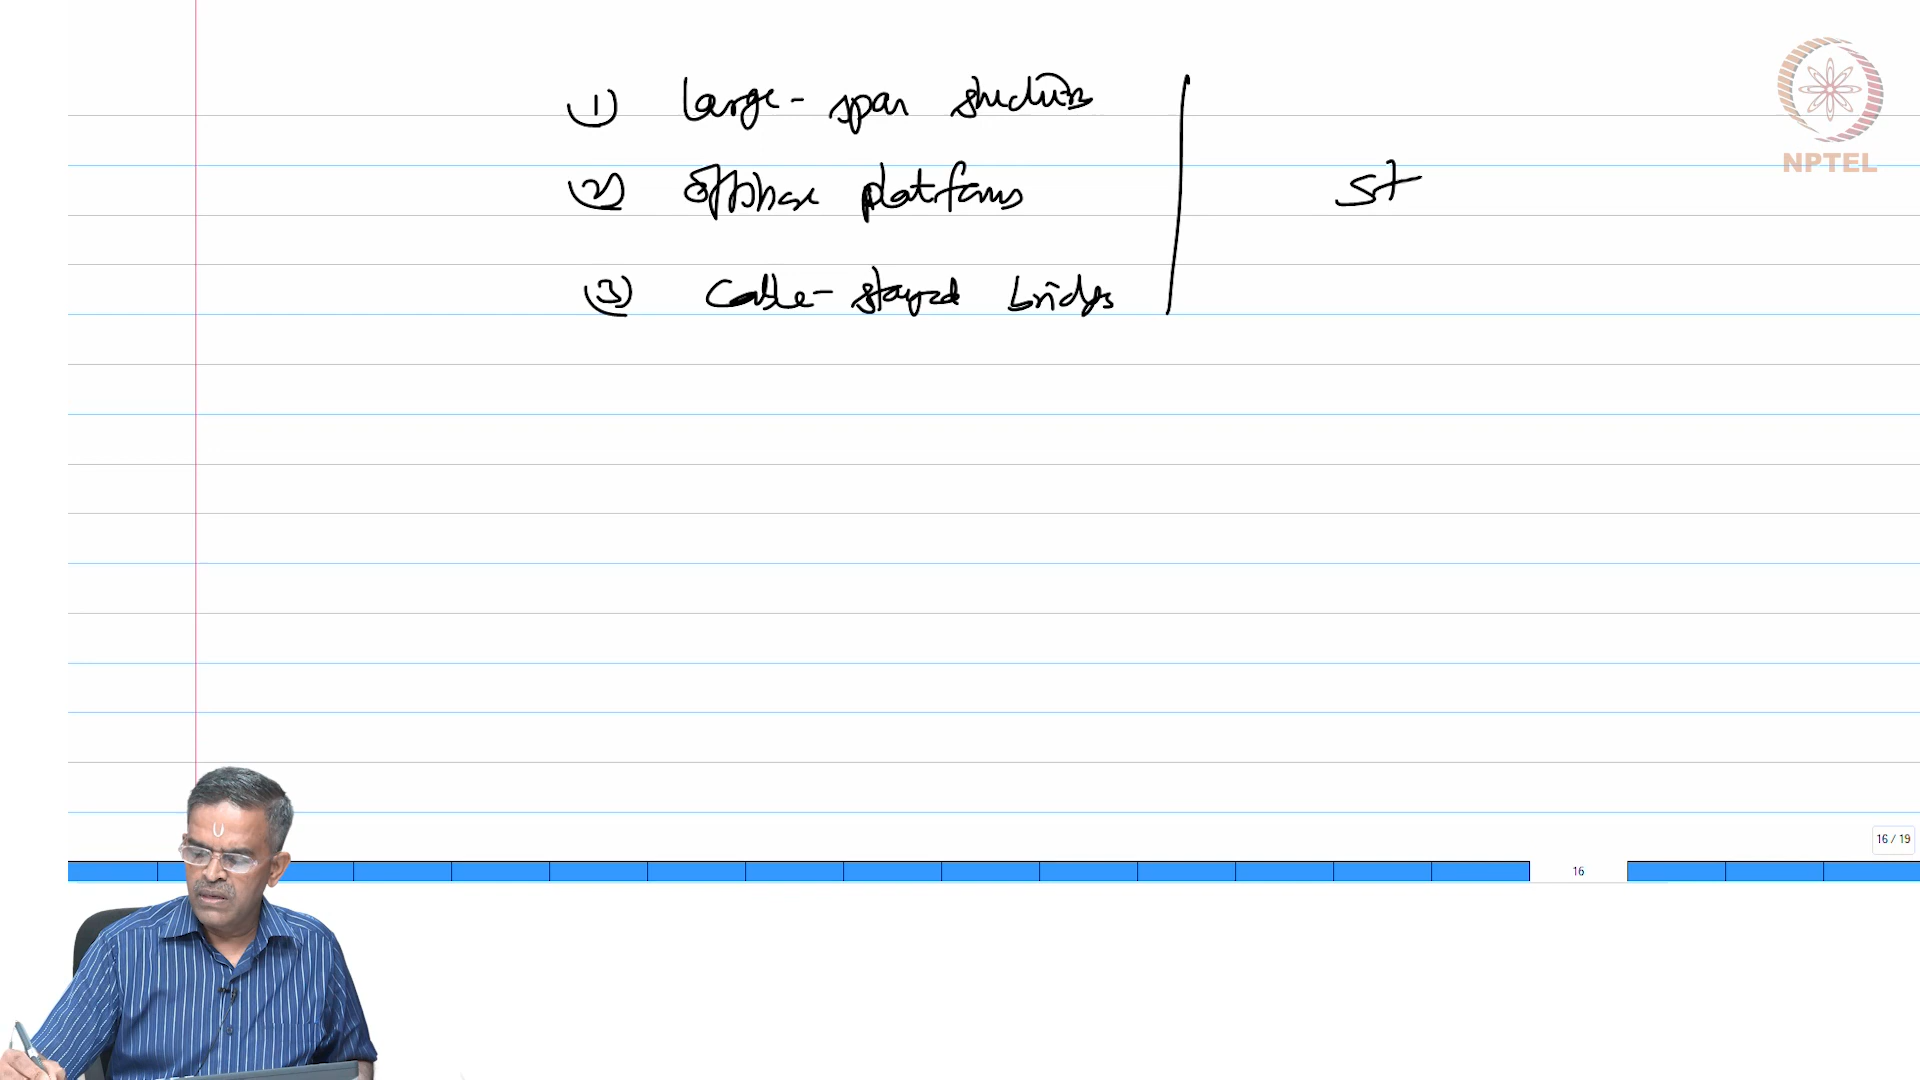 ① Large-span structures
② offshore platforms
③ Cable-stayed bridges
St
NPTEL
16 / 19
16